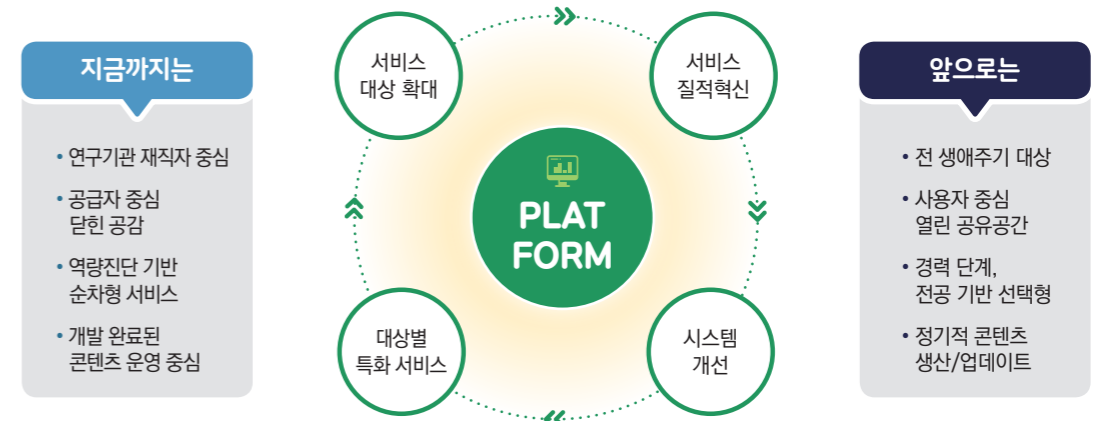 지금까지는
• 연구기관 재직자 중심
• 공급자 중심
닫힌 공감
• 역량진단 기반
순차형 서비스
• 개발 완료된
콘텐츠 운영 중심
서비스
대상 확대
서비스
질적혁신
PLAT
FORM
대상별
특화 서비스
시스템
개선
앞으로는
• 전 생애주기 대상
• 사용자 중심
열린 공유공간
• 경력 단계,
전공 기반 선택형
• 정기적 콘텐츠
생산/업데이트